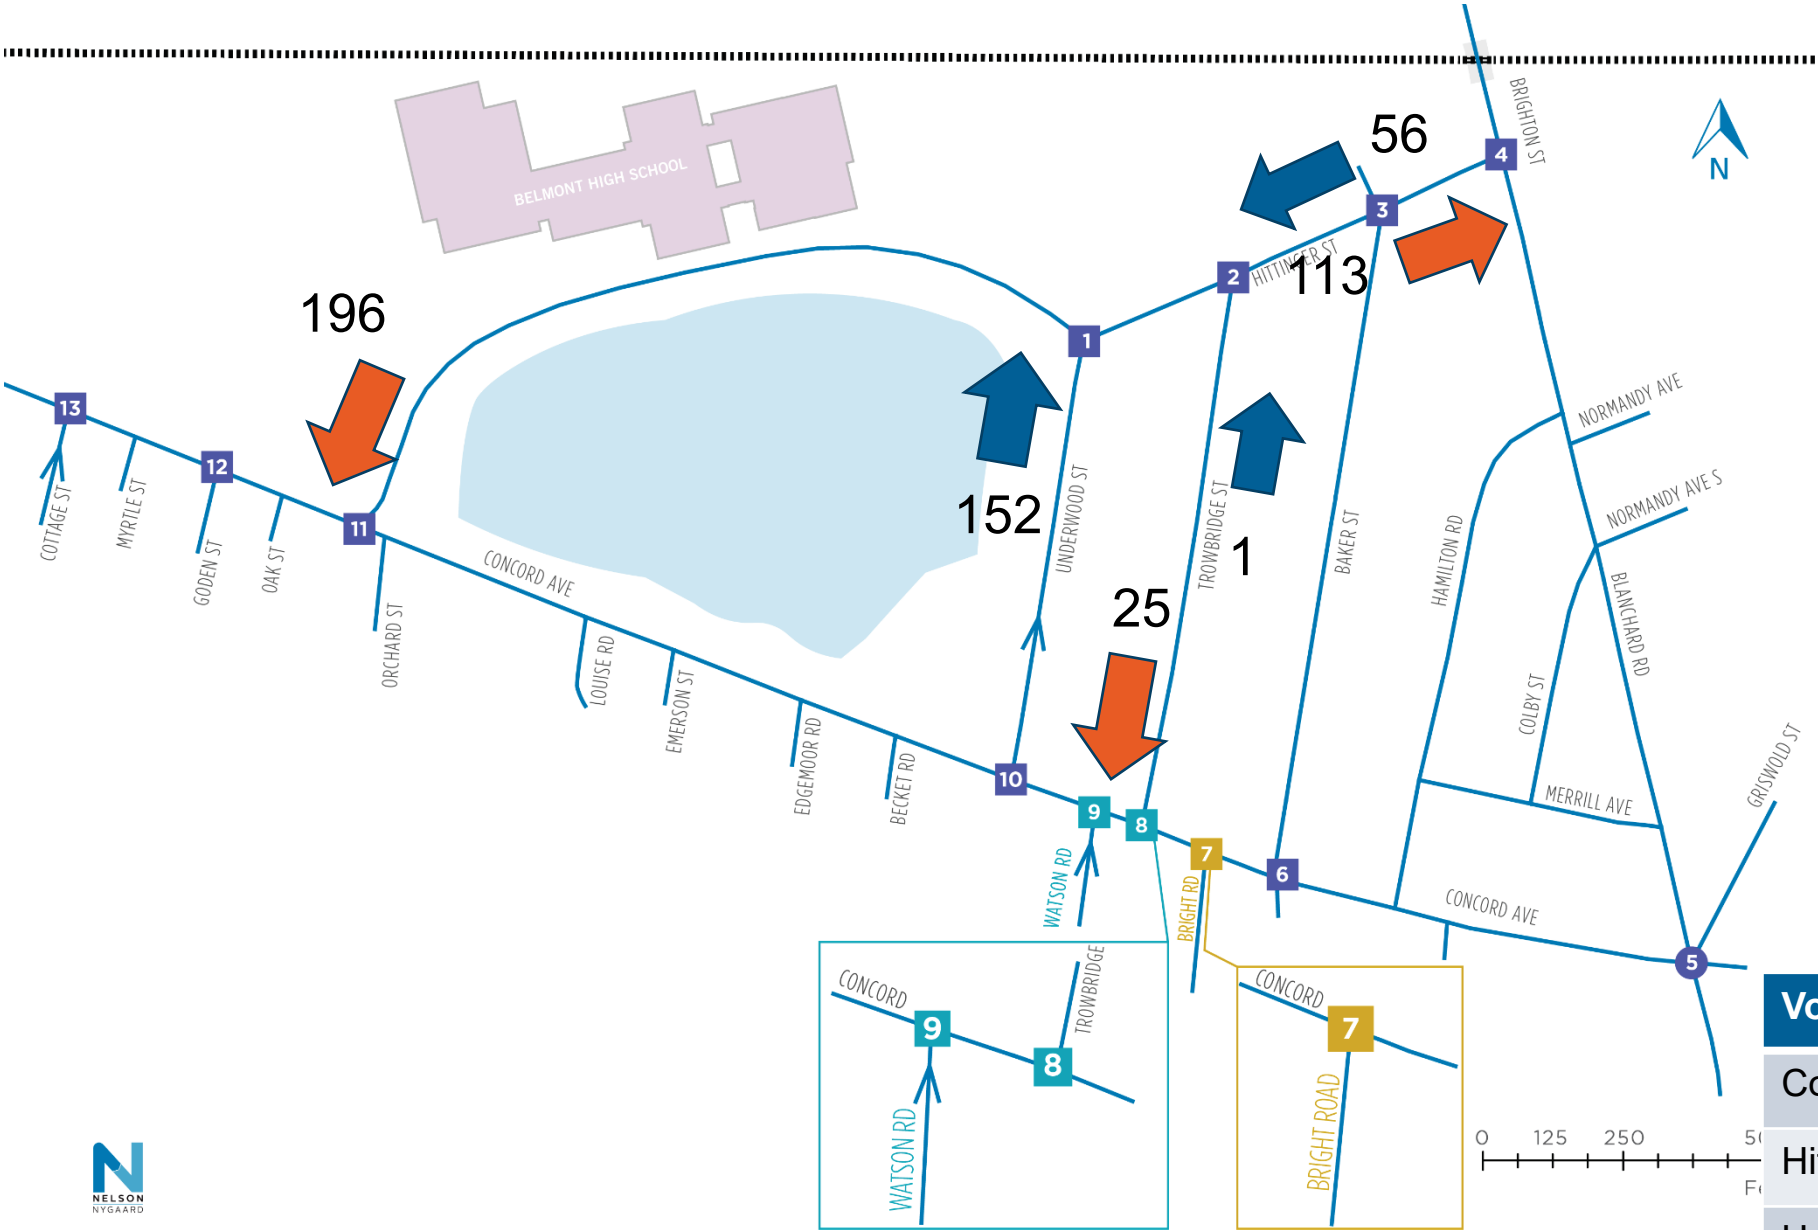 BRIGHTON ST
56
4
N
BELMONT HIGH SCHOOL
3
HITTINGER ST
2
113
196
1
NORMANDY AVE
13
12
11
152
UNDERWOOD ST
TROWBRIDGE ST
1
BAKER ST
HAMILTON RD
NORMANDY AVE S
COTTAGE ST
MYRTLE ST
GODEN ST
OAK ST
ORCHARD ST
CONCORD AVE
LOUISE RD
EMERSON ST
EDGEMOOR RD
BECKET RD
25
COLBY ST
BLANCHARD RD
MERRILL AVE
GRISWOLD ST
10
9
8
7
6
5
WATSON RD
BRIGHT RD
CONCORD AVE
CONCORD
TROWBRIDGE
9
8
WATSON RD
CONCORD
7
BRIGHT ROAD
0 125 250
NELSON
NYGAARD